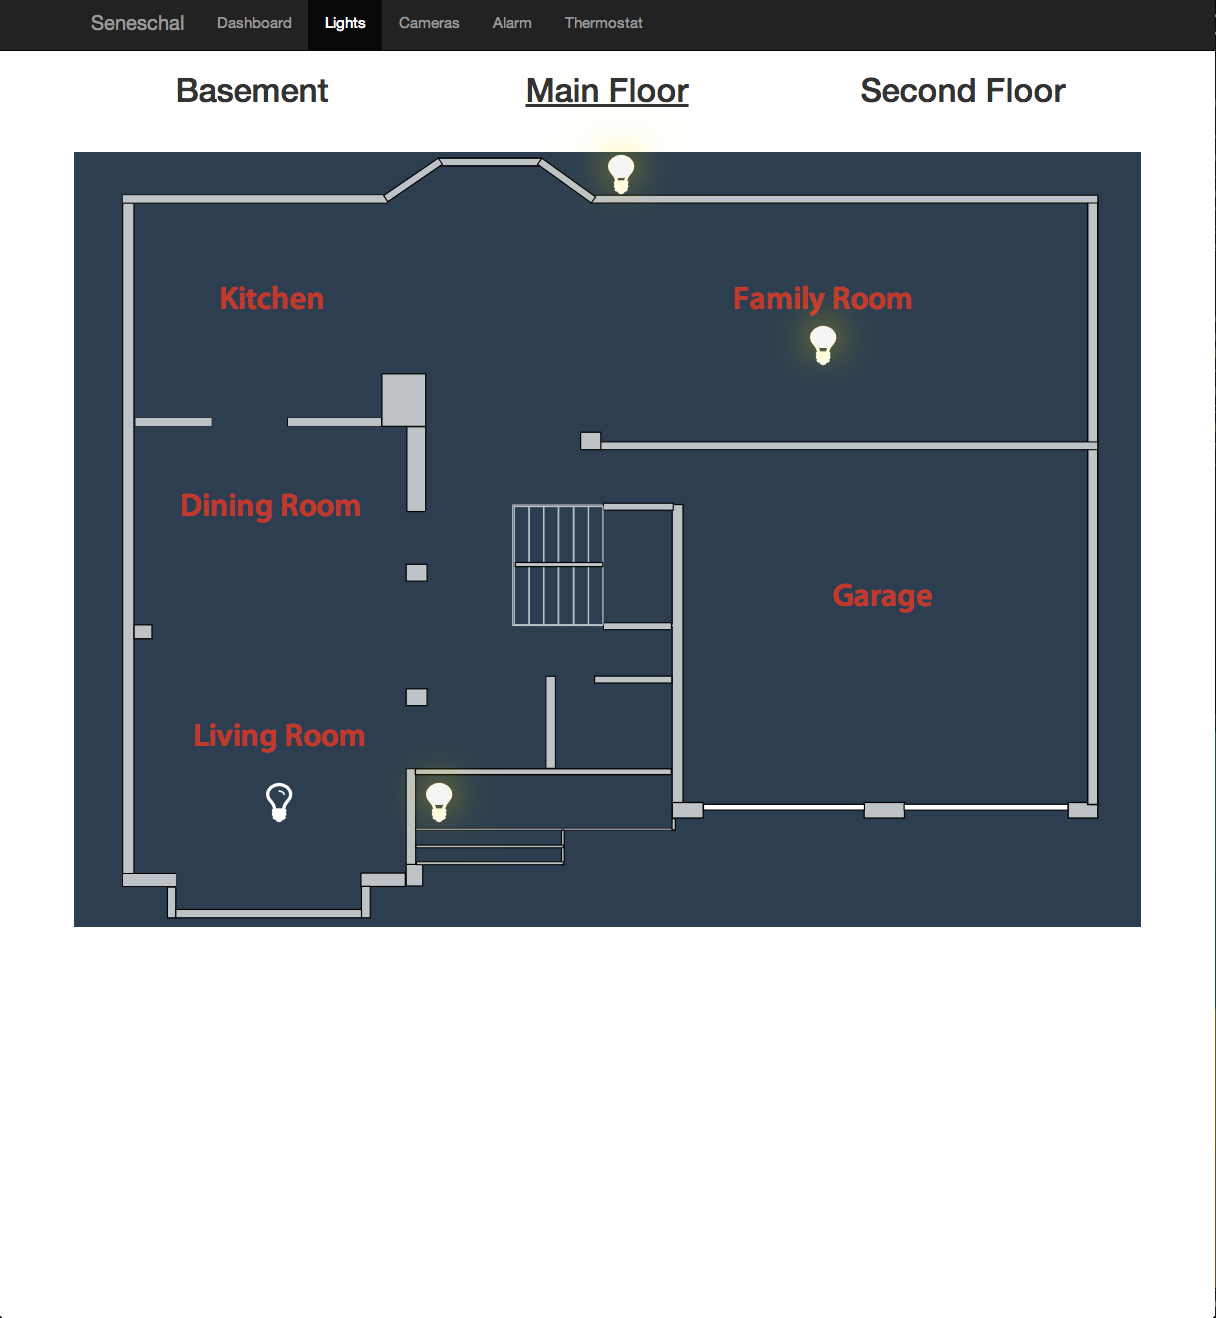 Seneschal Dashboard Lights Cameras Alarm Thermostat
Basement Main Floor Second Floor
Kitchen Family Room
Dining Room
Garage
Living Room